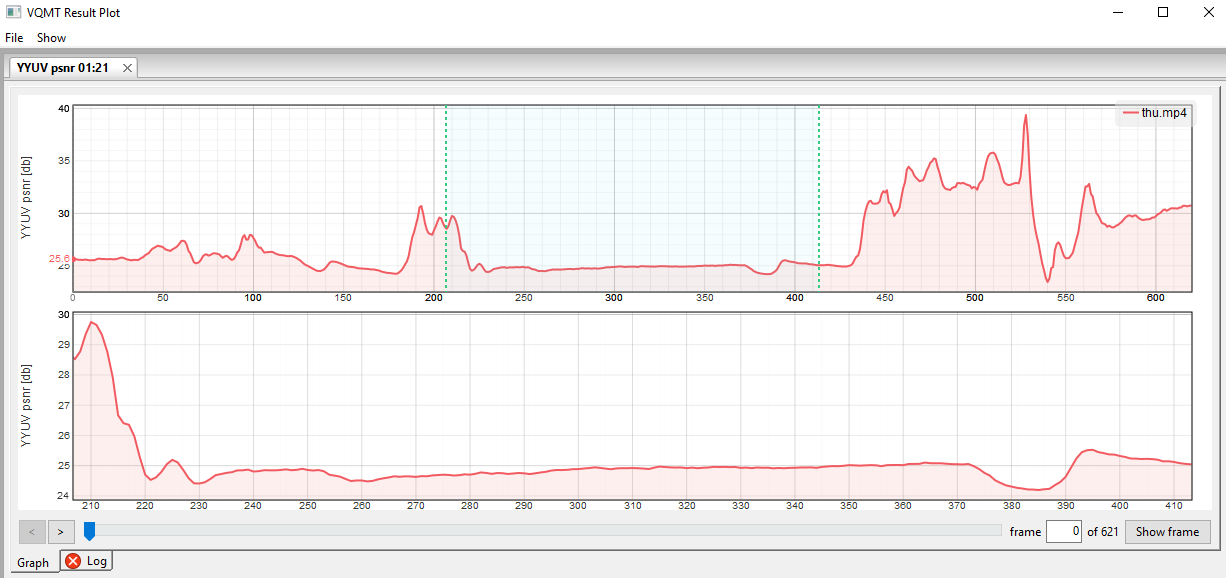 VQMT Result Plot
File Show
YYUV psnr 01:21
thu.mp4
YYUV psnr [db]
40
35
30
25.6
25
0 50 100 150 200 250 300 350 400 450 500 550 600
YYUV psnr [db]
30
29
28
27
26
25
24
210 220 230 240 250 260 270 280 290 300 310 320 330 340 350 360 370 380 390 400 410
< > frame 0 of 621 Show frame
Graph Log